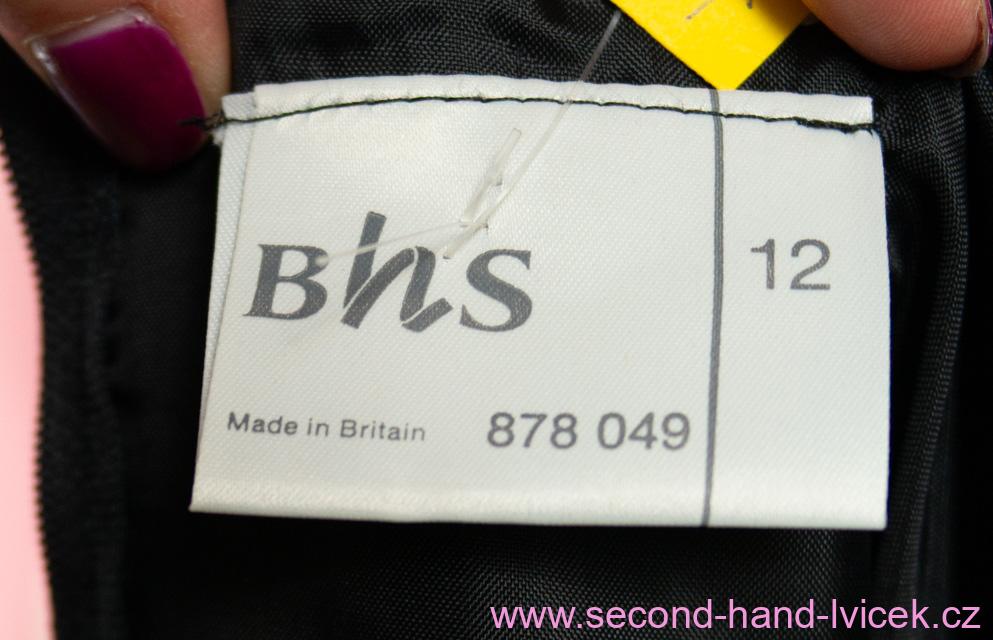 BhS
12
Made in Britain 878 049
www.second-hand-lvicek.cz